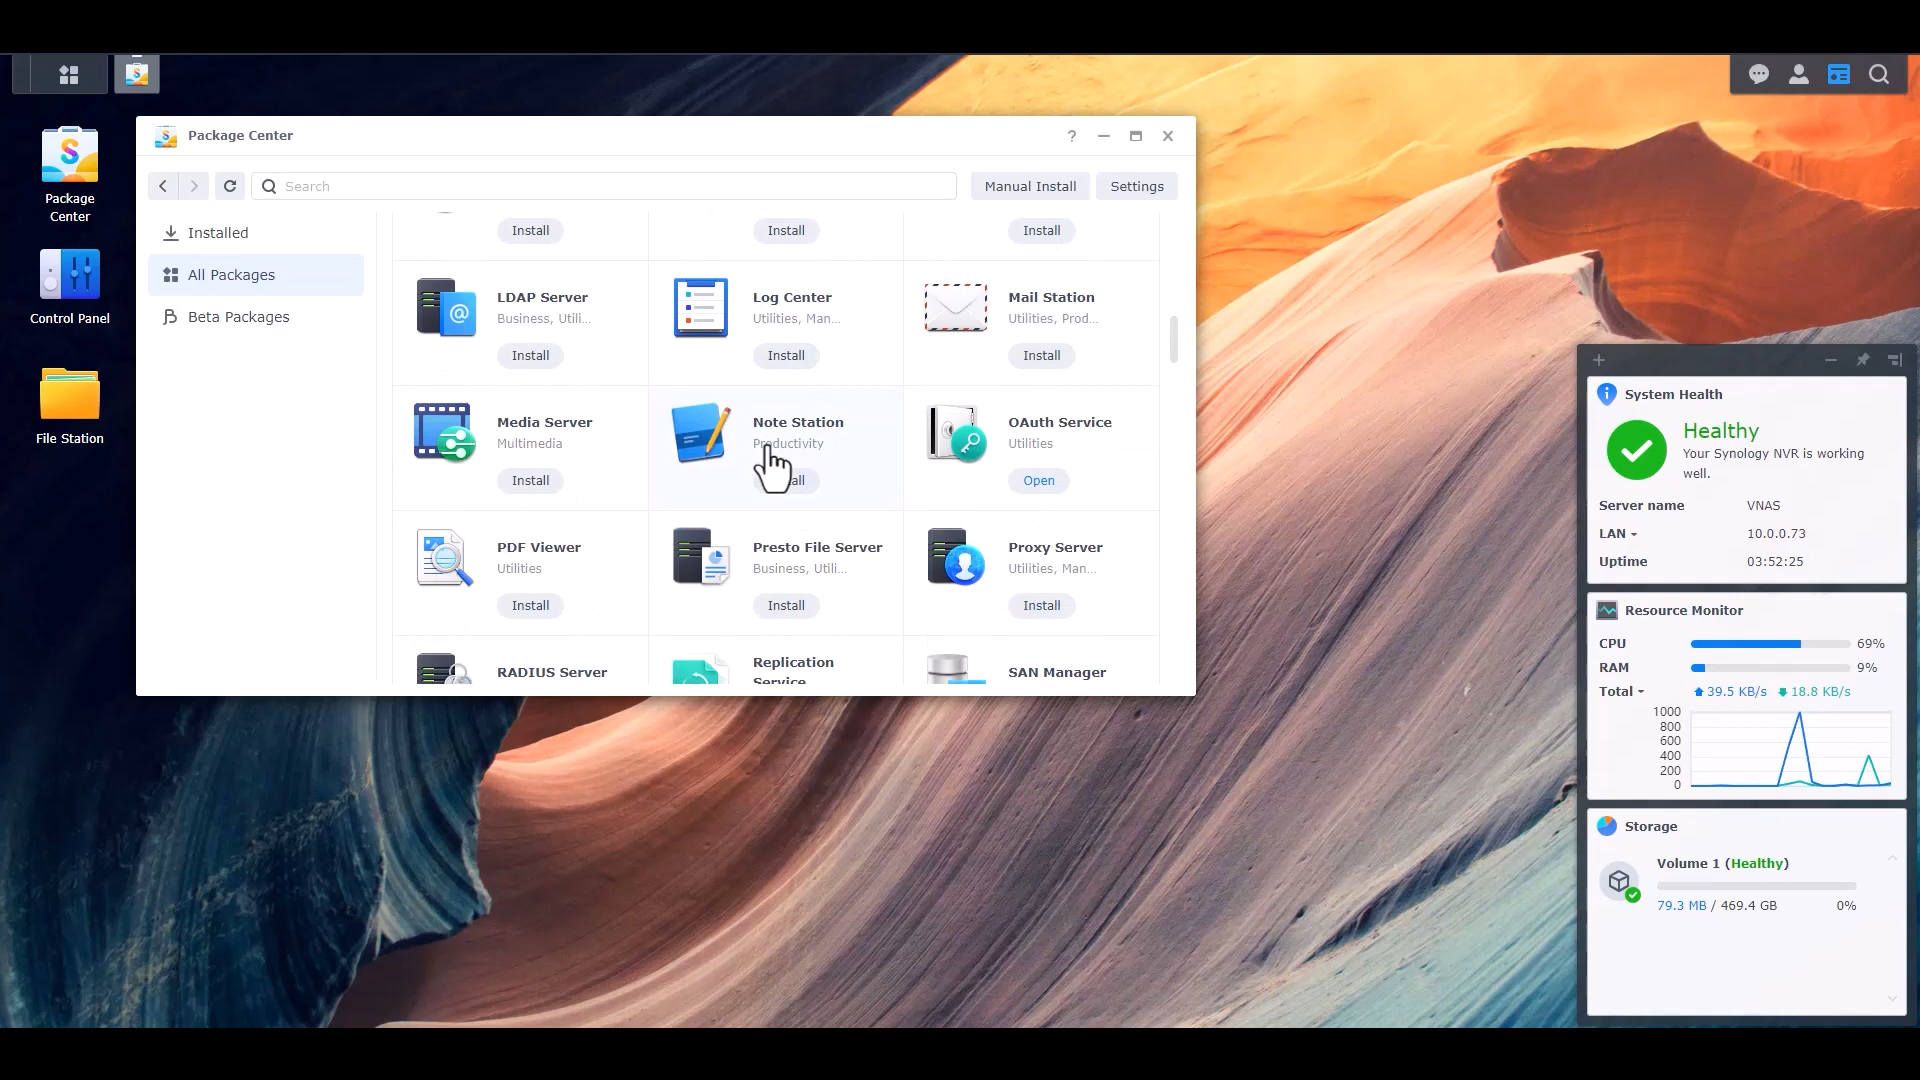 Package Center
Search
Manual Install
Settings
Installed
All Packages
Beta Packages
Install
Install
Install
LDAP Server
Business, Utili...
Install
Log Center
Utilities, Man...
Install
Mail Station
Utilities, Prod...
Install
Media Server
Multimedia
Install
Note Station
Productivity
OAuth Service
Utilities
Open
PDF Viewer
Utilities
Install
Presto File Server
Business, Utili...
Install
Proxy Server
Utilities, Man...
Install
RADIUS Server
Replication
Service
SAN Manager
Package
Center
Control Panel
File Station
System Health
Healthy
Your Synology NVR is working
well.
Server name VNAS
LAN 10.0.0.73
Uptime 03:52:25
Resource Monitor
CPU 69%
RAM 9%
Total 39.5 KB/s 18.8 KB/s
1000
800
600
400
200
0
Storage
Volume 1 (Healthy)
79.3 MB / 469.4 GB 0%